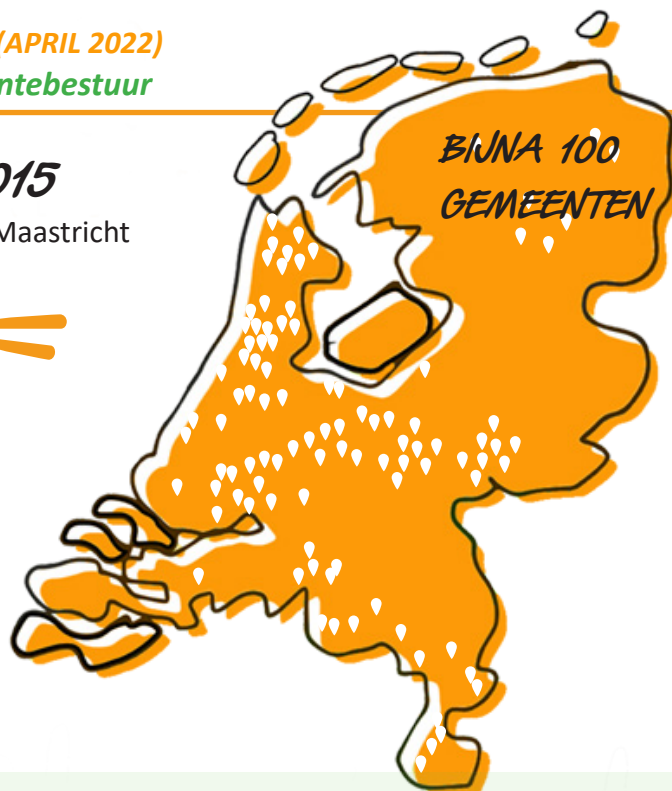 (APRIL 2022)
ntebestuur
015
Maastricht
BIJNA 100
GEMEENTEN